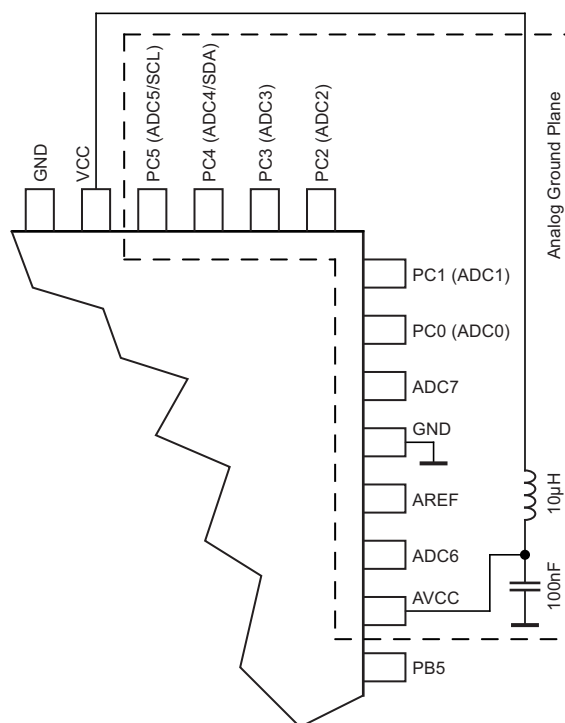 GND
VCC
PC5 (ADC5/SCL)
PC4 (ADC4/SDA)
PC3 (ADC3)
PC2 (ADC2)
Analog Ground Plane
PC1 (ADC1)
PC0 (ADC0)
ADC7
GND
AREF
ADC6
AVCC
PB5
10µH
100nF